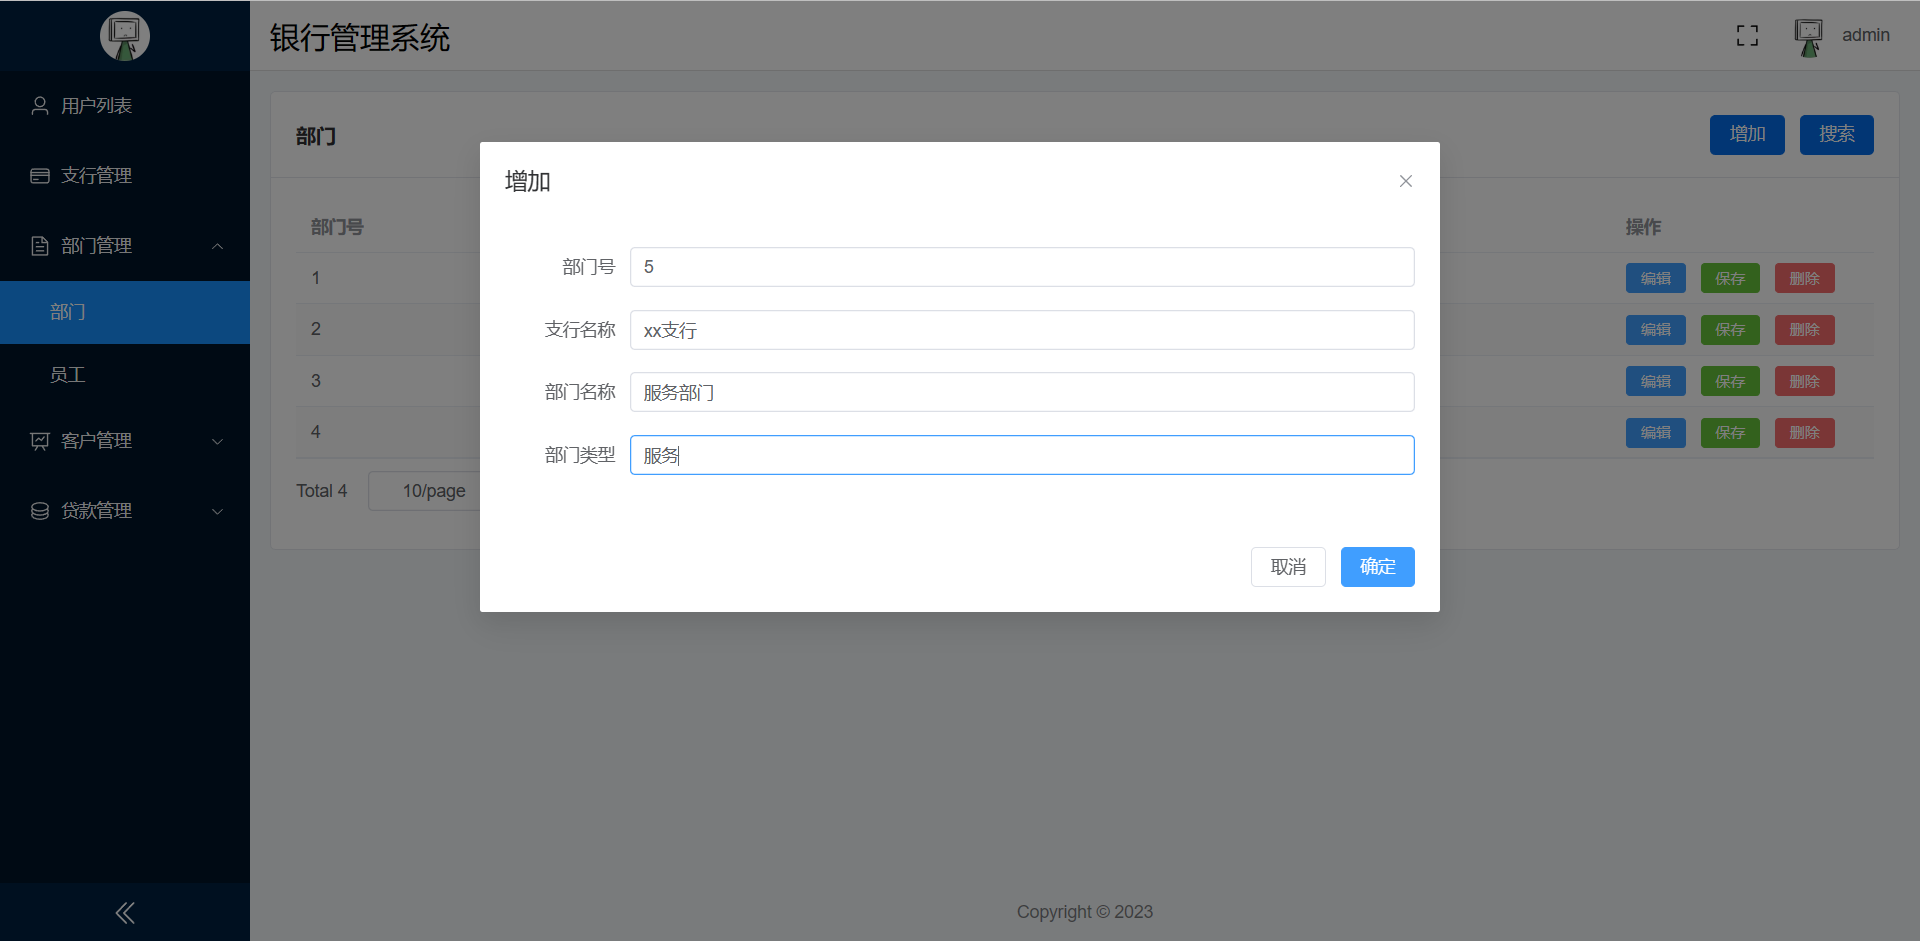 银行管理系统
admin
用户列表
支行管理
部门管理
部门
员工
客户管理
贷款管理
部门
增加
搜索
部门号
操作
1
编辑 保存 删除
2
编辑 保存 删除
3
编辑 保存 删除
4
编辑 保存 删除
Total 4
10/page
增加
部门号
5
支行名称
xx支行
部门名称
服务部门
部门类型
服务
取消
确定
Copyright © 2023